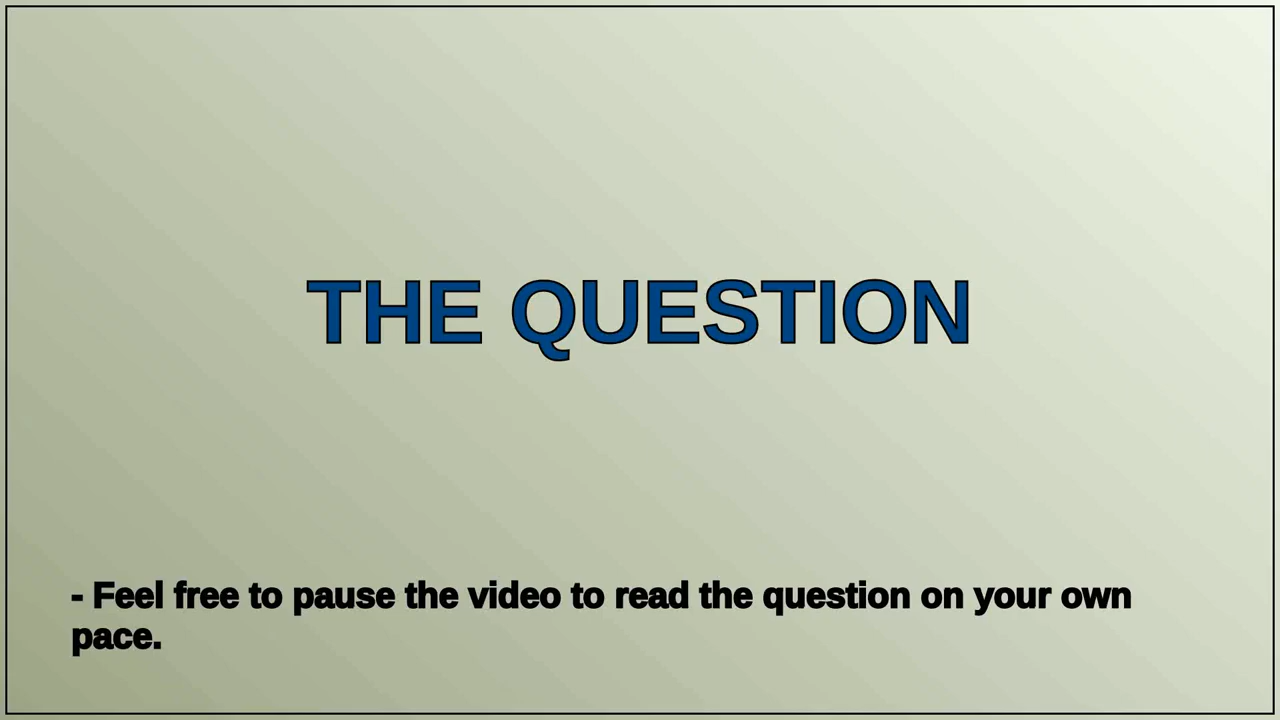 THE QUESTION
- Feel free to pause the video to read the question on your own
pace.